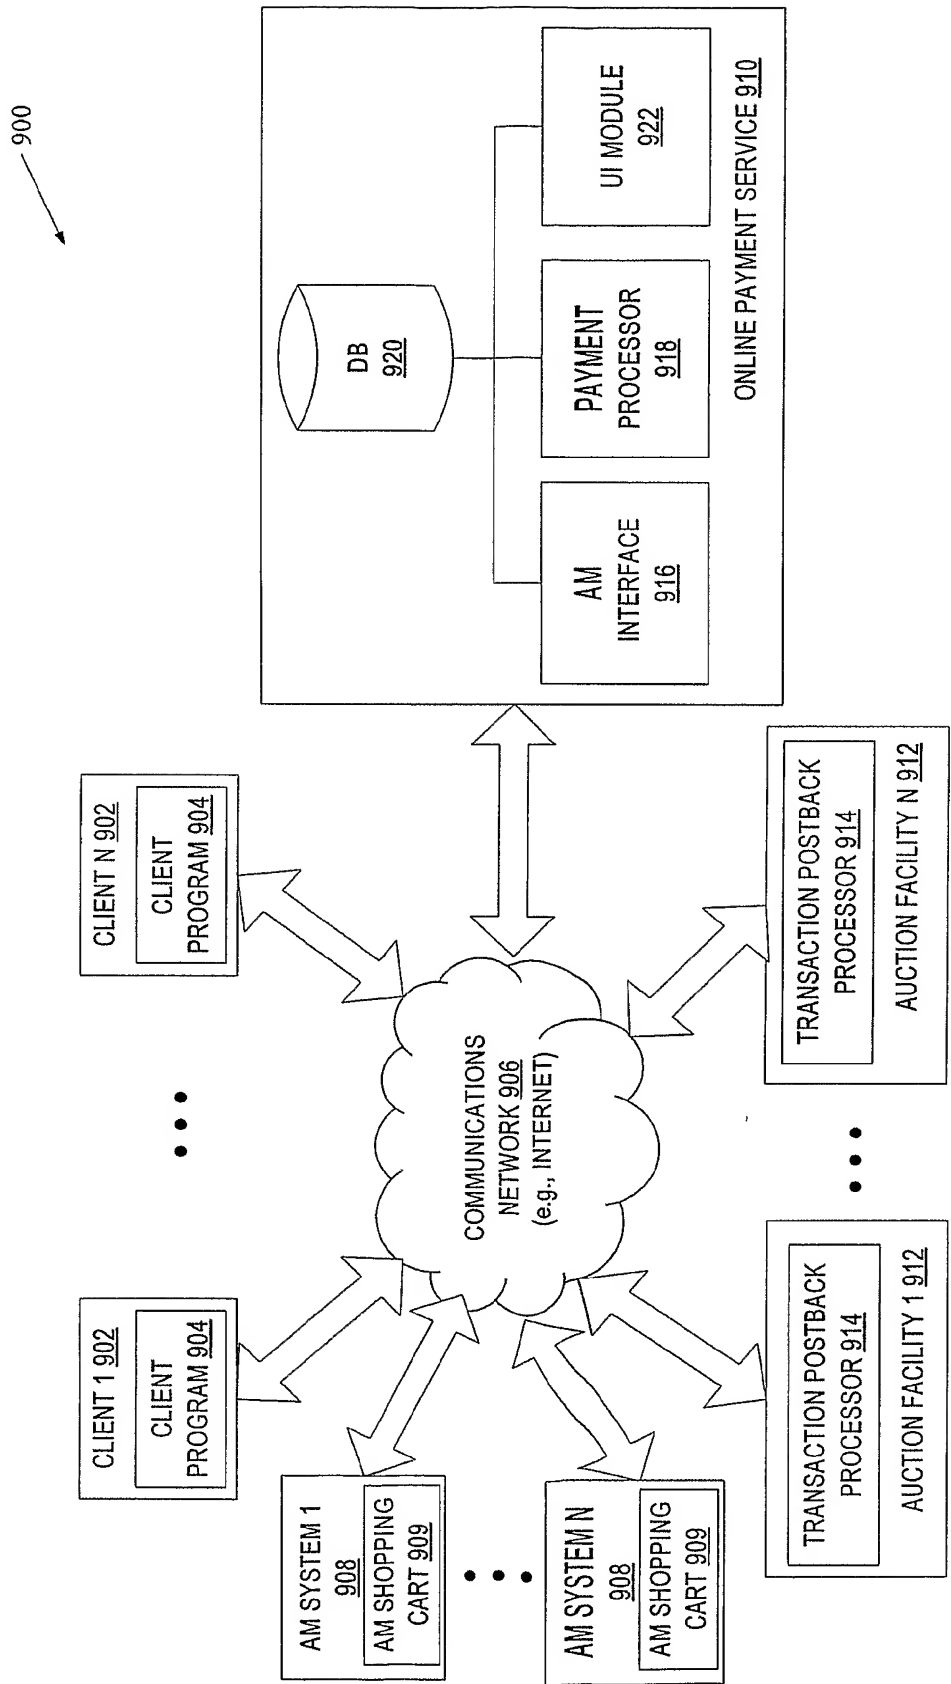 900
CLIENT 1 902
CLIENT
PROGRAM 904
CLIENT N 902
CLIENT
PROGRAM 904
AM SYSTEM 1
908
AM SHOPPING
CART 909
AM SYSTEM N
908
AM SHOPPING
CART 909
COMMUNICATIONS
NETWORK 906
(e.g., INTERNET)
DB
920
AM
INTERFACE
916
PAYMENT
PROCESSOR
918
UI MODULE
922
ONLINE PAYMENT SERVICE 910
TRANSACTION POSTBACK
PROCESSOR 914
AUCTION FACILITY 1 912
TRANSACTION POSTBACK
PROCESSOR 914
AUCTION FACILITY N 912